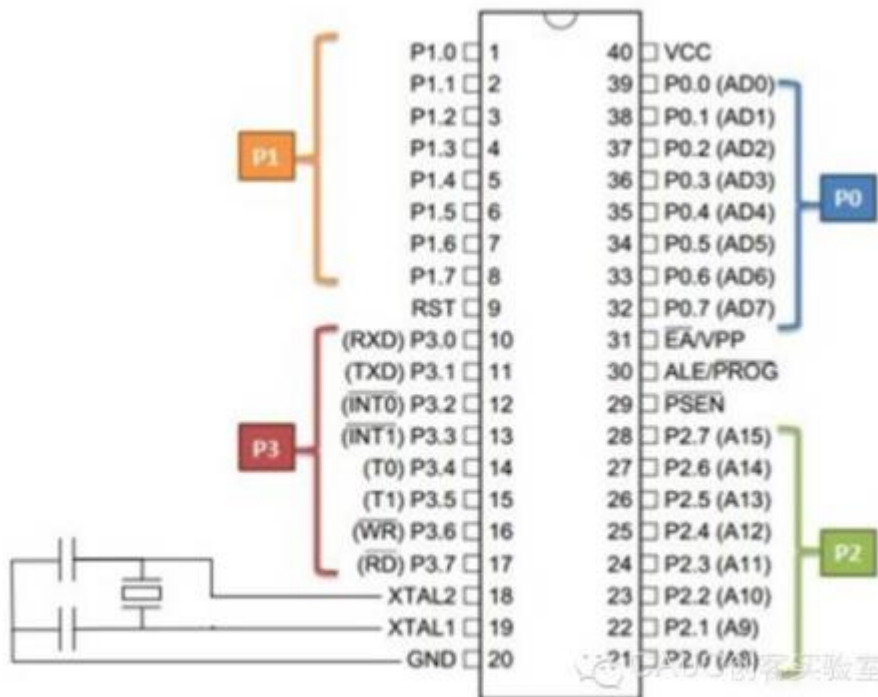 P1.0 1 40 VCC
P1.1 2 39 P0.0 (AD0)
P1.2 3 38 P0.1 (AD1)
P1.3 4 37 P0.2 (AD2)
P1 P1.4 5 36 P0.3 (AD3)
P1.5 6 35 P0.4 (AD4) P0
P1.6 7 34 P0.5 (AD5)
P1.7 8 33 P0.6 (AD6)
RST 9 32 P0.7 (AD7)
(RXD) P3.0 10 31 EA/VPP
(TXD) P3.1 11 30 ALE/PROG
(INT0) P3.2 12 29 PSEN
P3 (INT1) P3.3 13 28 P2.7 (A15)
(T0) P3.4 14 27 P2.6 (A14)
(T1) P3.5 15 26 P2.5 (A13)
(WR) P3.6 16 25 P2.4 (A12) P2
(RD) P3.7 17 24 P2.3 (A11)
XTAL2 18 23 P2.2 (A10)
XTAL1 19 22 P2.1 (A9)
GND 20 21 P2.0 (A8)
创客实验室